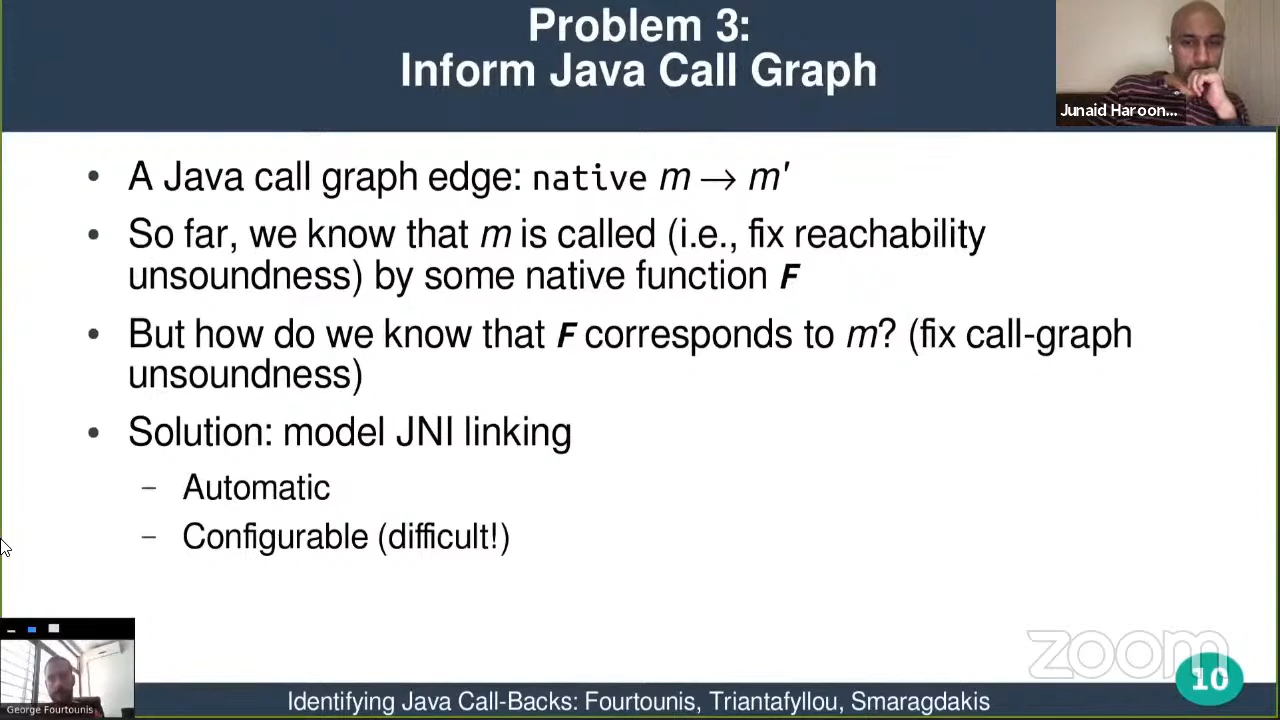 Problem 3:
Inform Java Call Graph
Junaid Haroon...
• A Java call graph edge: native m → m′
• So far, we know that m is called (i.e., fix reachability
unsoundness) by some native function F
• But how do we know that F corresponds to m? (fix call-graph
unsoundness)
• Solution: model JNI linking
– Automatic
– Configurable (difficult!)
zoom
George Fourtounis
Identifying Java Call-Backs: Fourtounis, Triantafyllou, Smaragdakis
10